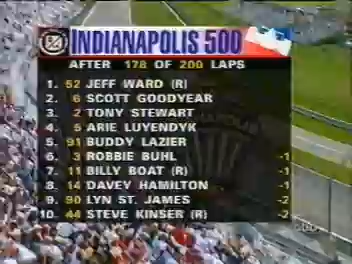 INDIANAPOLIS 500
AFTER 178 OF 200 LAPS
1. 52 JEFF WARD (R)
2. 6 SCOTT GOODYEAR
3. 2 TONY STEWART
4. 5 ARIE LUYENDYK
5. 91 BUDDY LAZIER
6. 3 ROBBIE BUHL -1
7. 11 BILLY BOAT (R) -1
8. 14 DAVEY HAMILTON -1
9. 90 LYN ST. JAMES -2
10. 44 STEVE KINSER (R) -2
abc